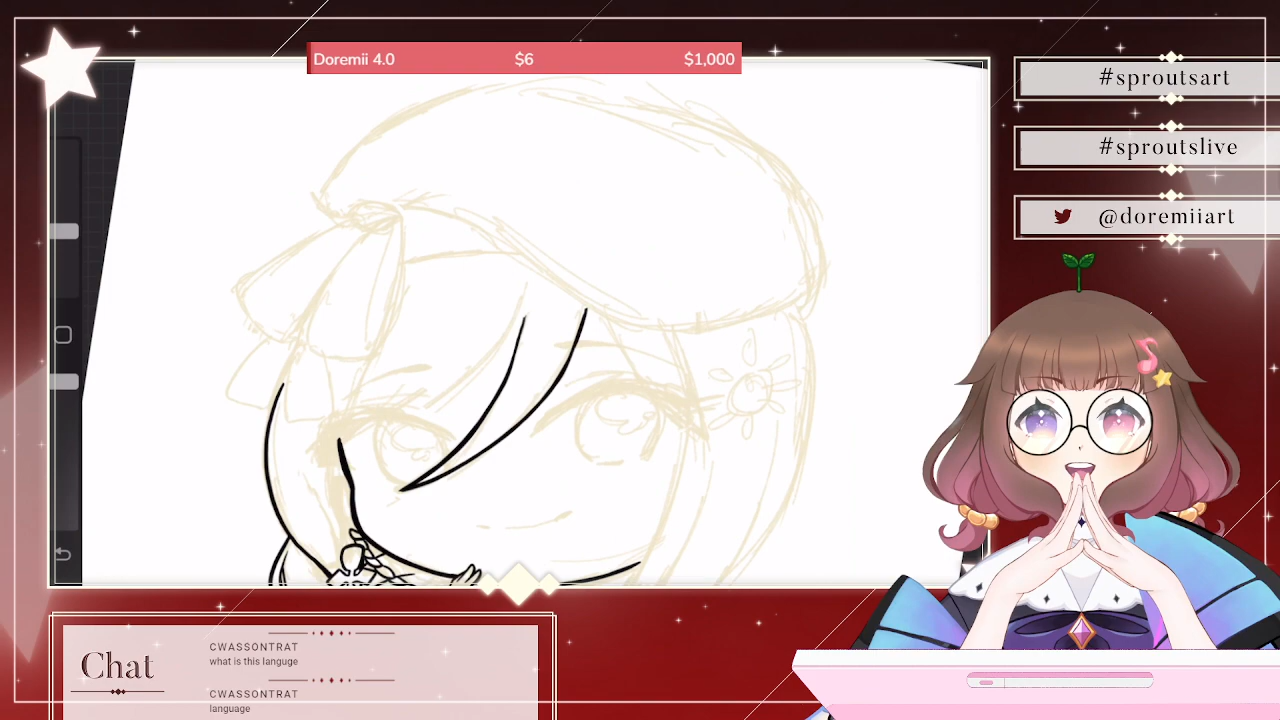 Doremii 4.0 $6 $1,000
#sproutsart
#sproutslive
@doremiiart
Chat
CWASSONTRAT
what is this languge
CWASSONTRAT
language